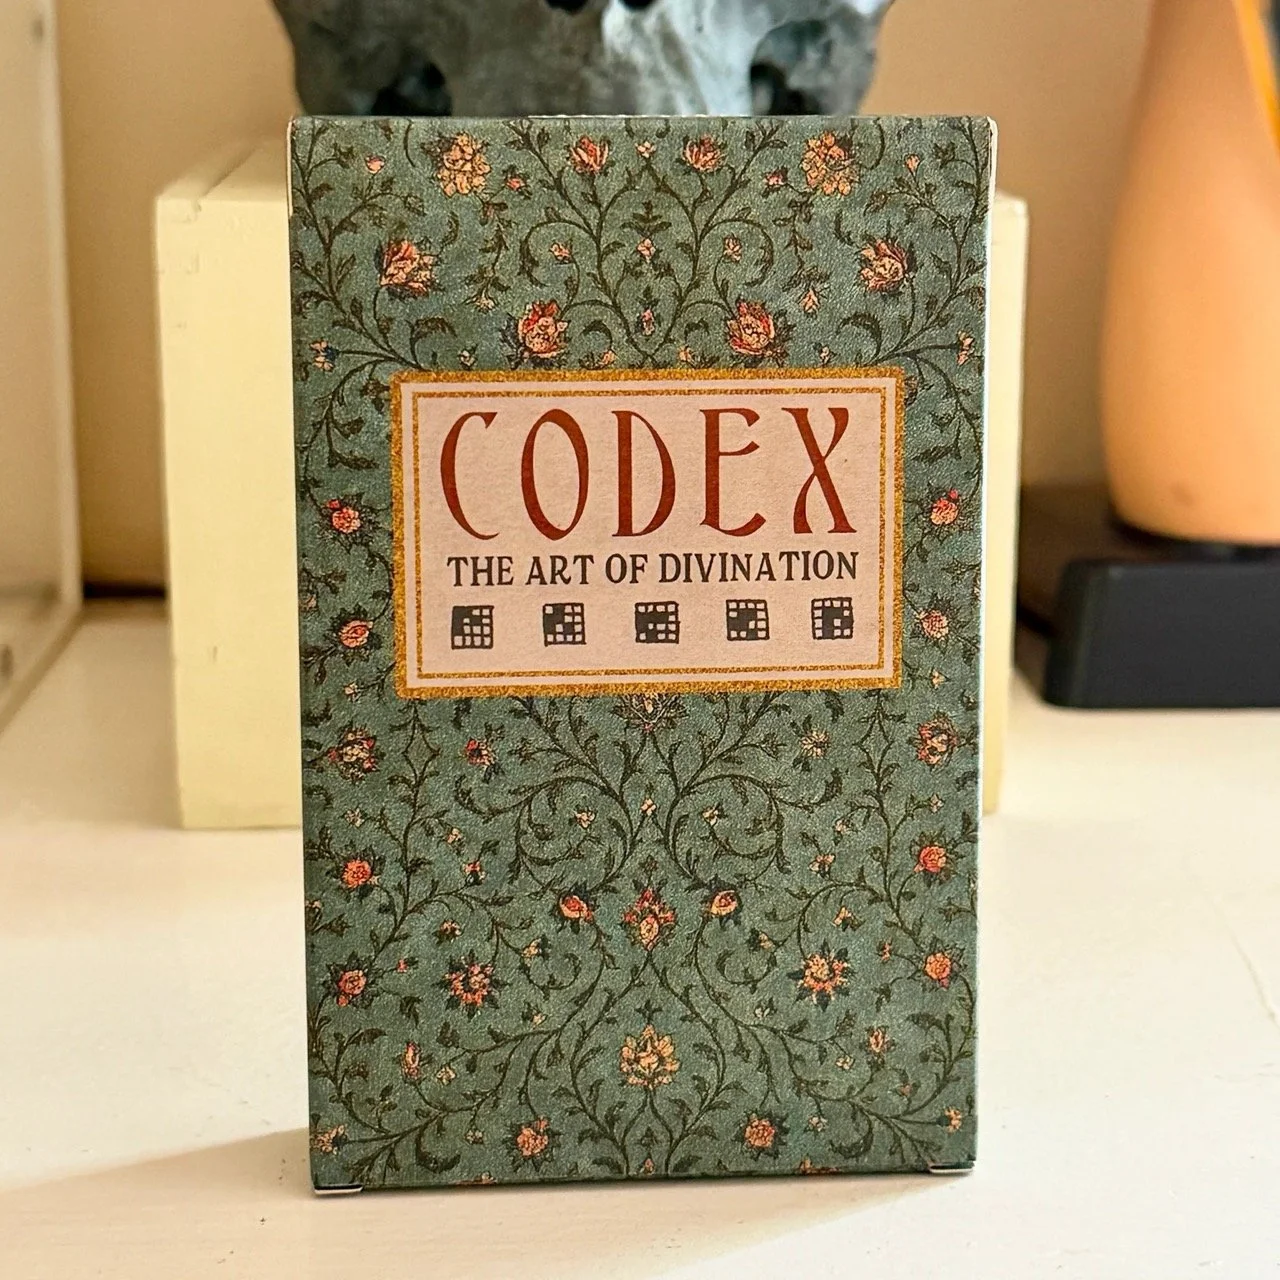 CODEX
THE ART OF DIVINATION